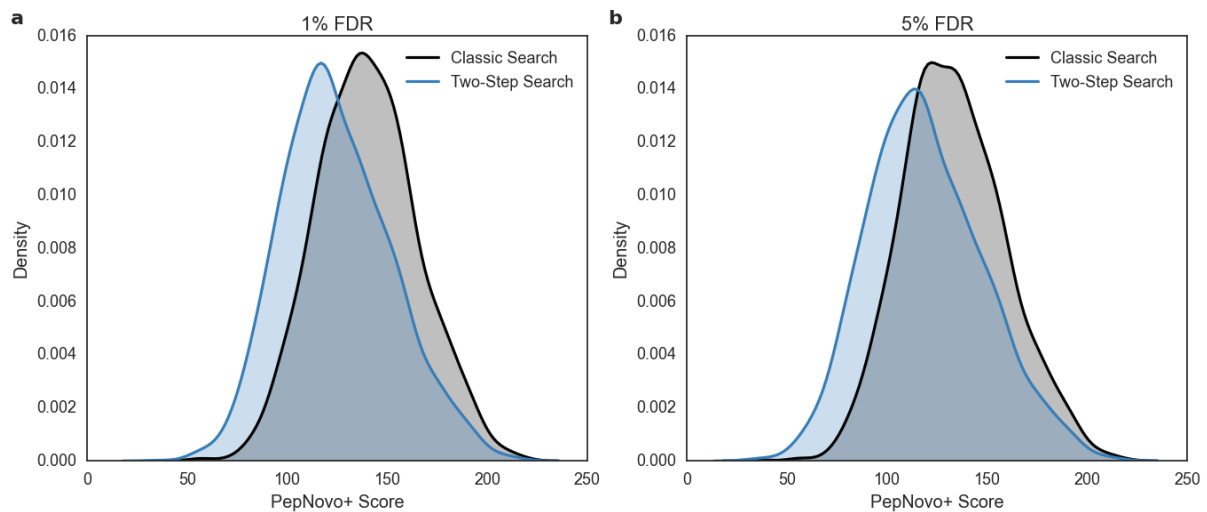 a
1% FDR
0.016
0.014
0.012
0.010
0.008
0.006
0.004
0.002
0.000
Density
0 50 100 150 200 250
PepNovo+ Score
Classic Search
Two-Step Search
b
5% FDR
0.016
0.014
0.012
0.010
0.008
0.006
0.004
0.002
0.000
Density
0 50 100 150 200 250
PepNovo+ Score
Classic Search
Two-Step Search